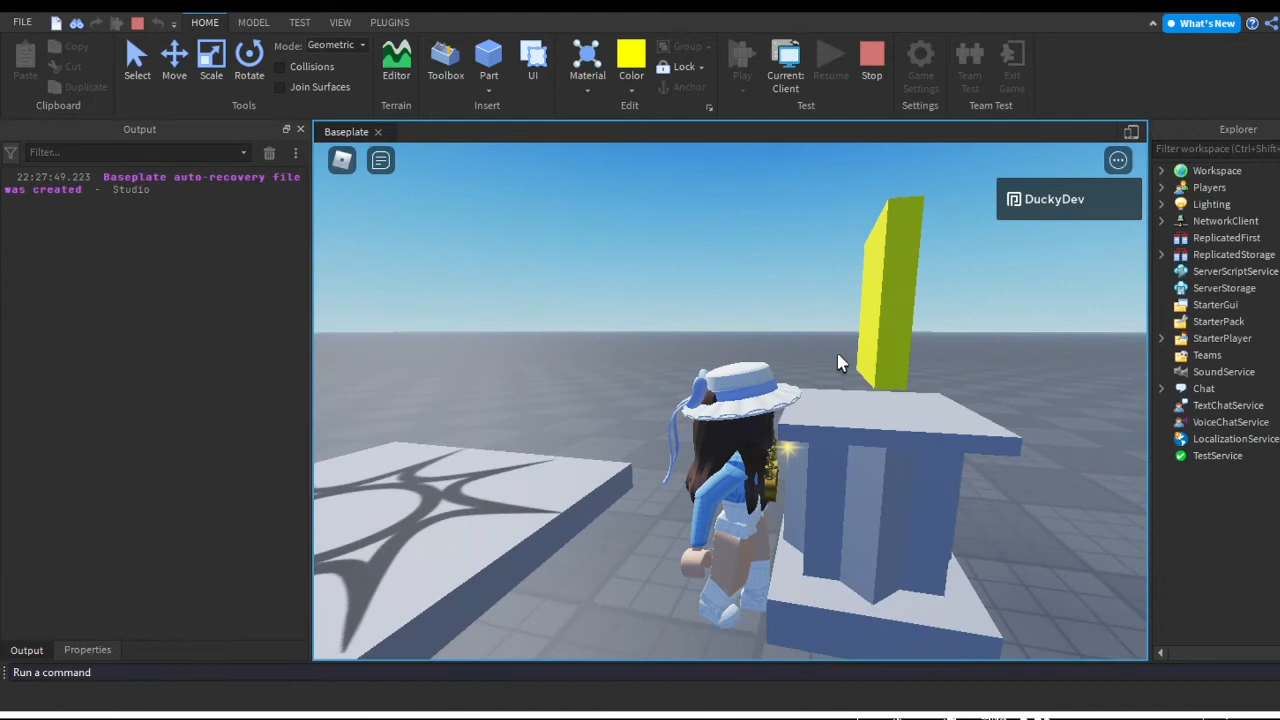 FILE
HOME
MODEL
TEST
VIEW
PLUGINS
What's New
Paste
Copy
Cut
Duplicate
Clipboard
Select
Move
Scale
Rotate
Mode: Geometric
Collisions
Join Surfaces
Tools
Editor
Terrain
Toolbox
Part
UI
Insert
Material
Color
Group
Lock
Anchor
Edit
Play
Current:
Client
Resume
Stop
Test
Game
Settings
Settings
Team
Test
Exit
Game
Team Test
Output
Filter...
22:27:49.223 Baseplate auto-recovery file
was created - Studio
Baseplate
DuckyDev
Explorer
Filter workspace (Ctrl+Shift+
Workspace
Players
Lighting
NetworkClient
ReplicatedFirst
ReplicatedStorage
ServerScriptService
ServerStorage
StarterGui
StarterPack
StarterPlayer
Teams
SoundService
Chat
TextChatService
VoiceChatService
LocalizationService
TestService
Output
Properties
Run a command